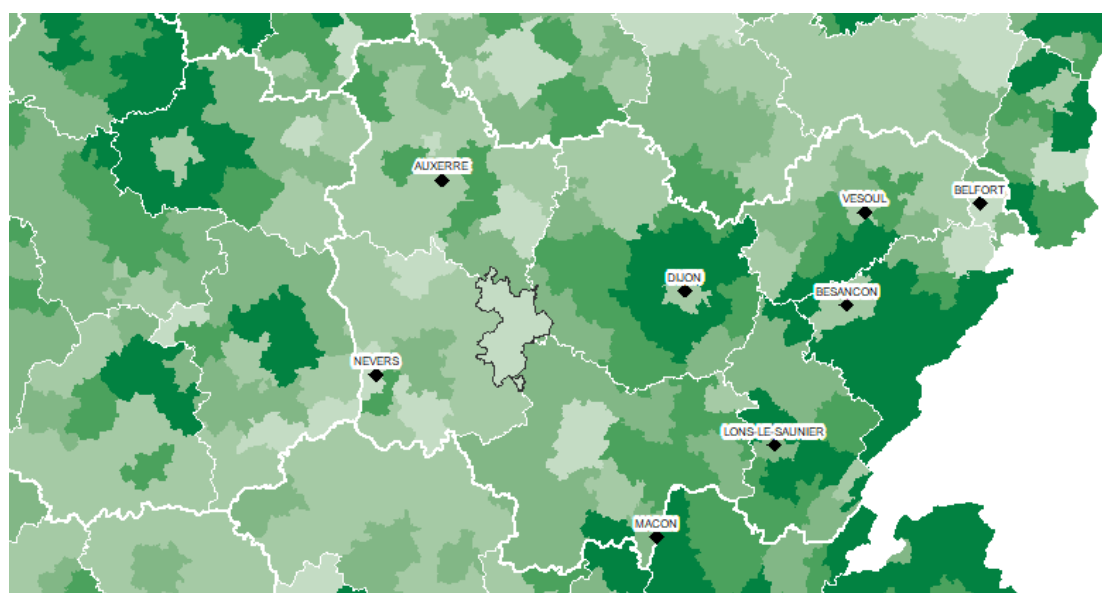 AUXERRE
VESOUL
BELFORT
DIJON
BESANCON
NEVERS
LONS-LE-SAUNIER
MACON